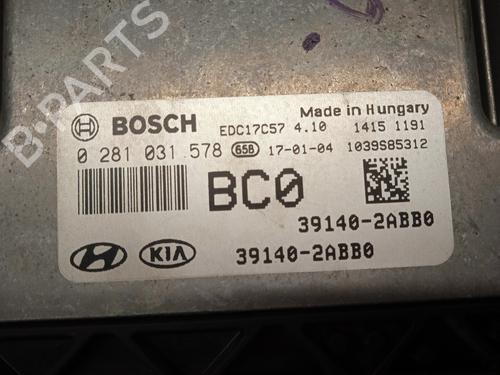 BOSCH EDC17C57 4.10 Made in Hungary
1415 1191
0 281 031 578 65B 17-01-04 1039S85312
BC0
39140-2ABB0
KIA 39140-2ABB0
B-Parts